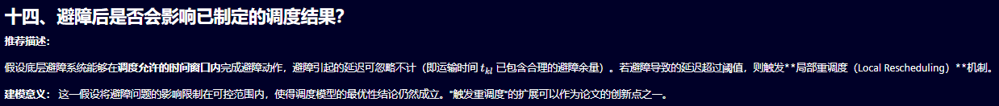 十四、避障后是否会影响已制定的调度结果？
推荐描述：
假设底层避障系统能够在调度允许的时间窗口内完成避障动作，避障引起的延迟可忽略不计（即运输时间 t_{kl} 已包含合理的避障余量）。若避障导致的延迟超过阈值，则触发**局部重调度（Local Rescheduling）**机制。
建模意义： 这一假设将避障问题的影响限制在可控范围内，使得调度模型的最优性结论仍然成立。"触发重调度"的扩展可以作为论文的创新点之一。